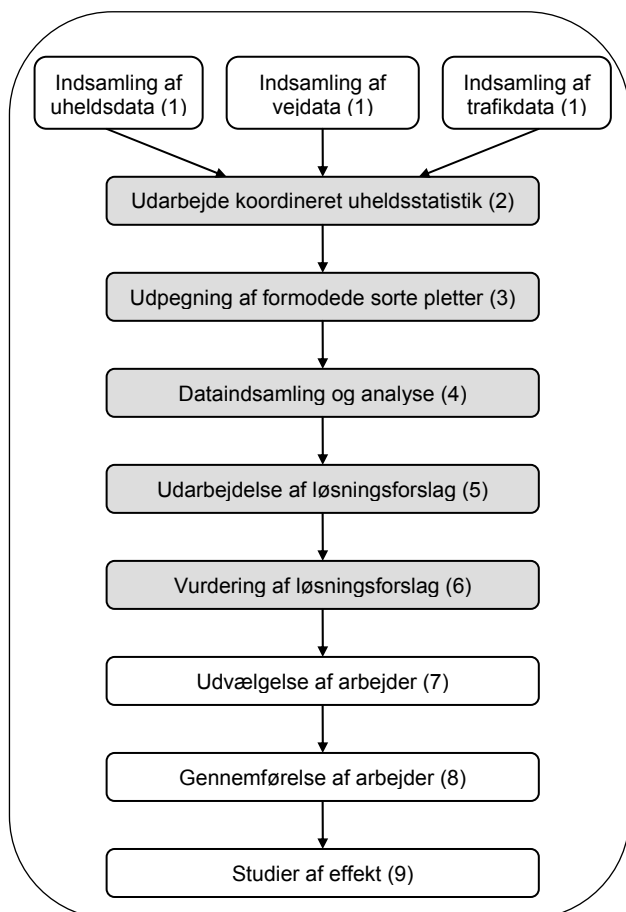 Indsamling af
uheldsdata (1)
Indsamling af
vejdata (1)
Indsamling af
trafikdata (1)
Udarbejde koordineret uheldsstatistik (2)
Udpegning af formodede sorte pletter (3)
Dataindsamling og analyse (4)
Udarbejdelse af løsningsforslag (5)
Vurdering af løsningsforslag (6)
Udvælgelse af arbejder (7)
Gennemførelse af arbejder (8)
Studier af effekt (9)